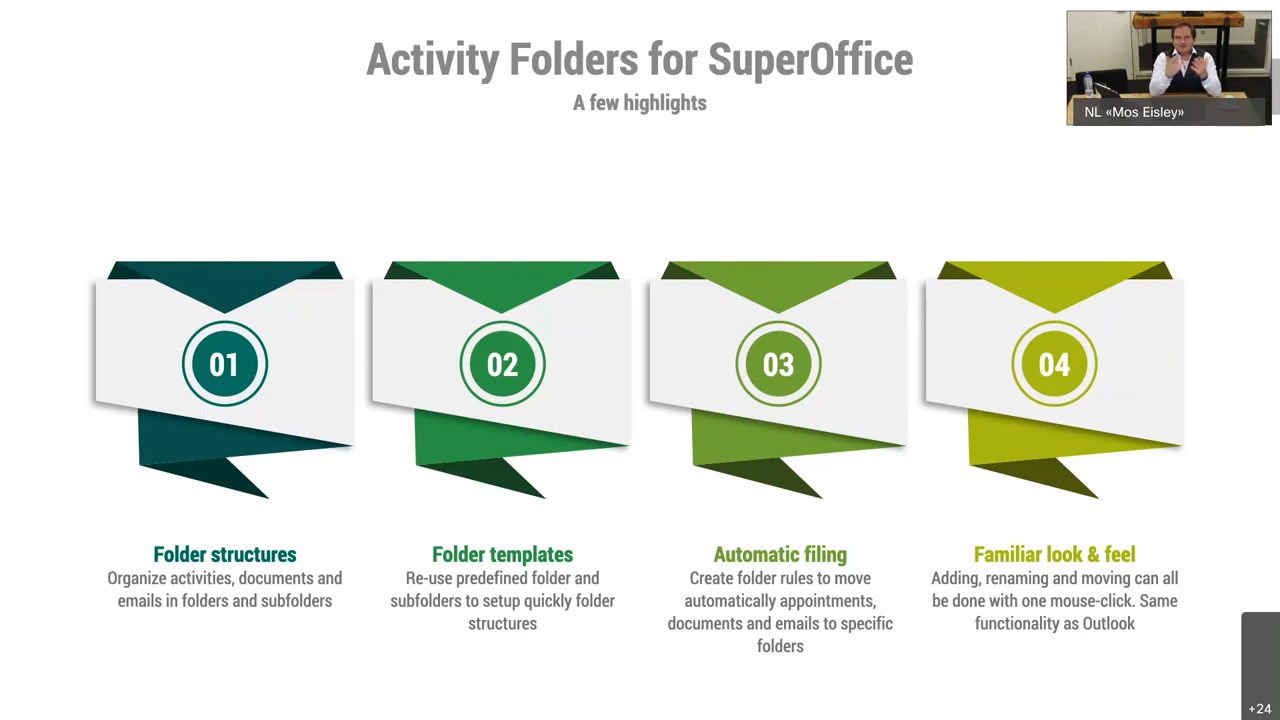 Activity Folders for SuperOffice
A few highlights
NL «Mos Eisley»
01
02
03
04
Folder structures
Organize activities, documents and
emails in folders and subfolders
Folder templates
Re-use predefined folder and
subfolders to setup quickly folder
structures
Automatic filing
Create folder rules to move
automatically appointments,
documents and emails to specific
folders
Familiar look & feel
Adding, renaming and moving can all
be done with one mouse-click. Same
functionality as Outlook
+24